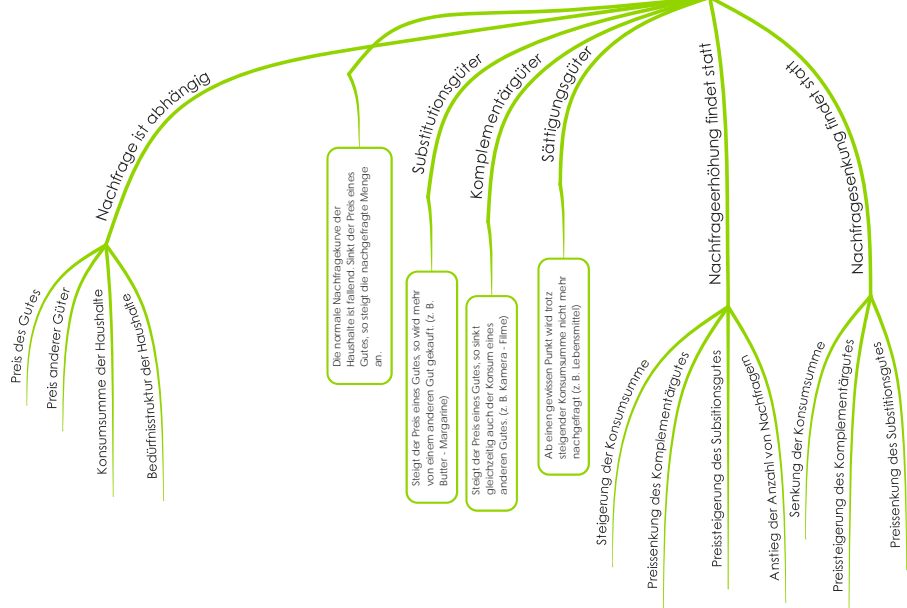 Nachfrage ist abhängig
Preis des Gutes
Preis anderer Güter
Konsumsumme der Haushalte
Bedürfnisstruktur der Haushalte
Die normale Nachfragekurve der
Haushalte ist fallend. Sinkt der Preis eines
Gutes, so steigt die nachgefragte Menge
an.
Substitutionsgüter
Steigt der Preis eines Gutes, so wird mehr
von einem anderen Gut gekauft. (z. B.
Butter - Margarine)
Komplementärgüter
Steigt der Preis eines Gutes, so sinkt
gleichzeitig auch der Konsum eines
anderen Gutes. (z. B. Kamera - Filme)
Sättigungsgüter
Ab einen gewissen Punkt wird trotz
steigender Konsumsumme nicht mehr
nachgefragt (z. B. Lebensmittel)
Nachfrageerhöhung findet statt
Steigerung der Konsumsumme
Preissenkung des Komplementärgutes
Preissteigerung des Subsitionsgutes
Anstieg der Anzahl von Nachfragen
Nachfragesenkung findet statt
Senkung der Konsumsumme
Preissteigerung des Komplementärgutes
Preissenkung des Substitionsgutes